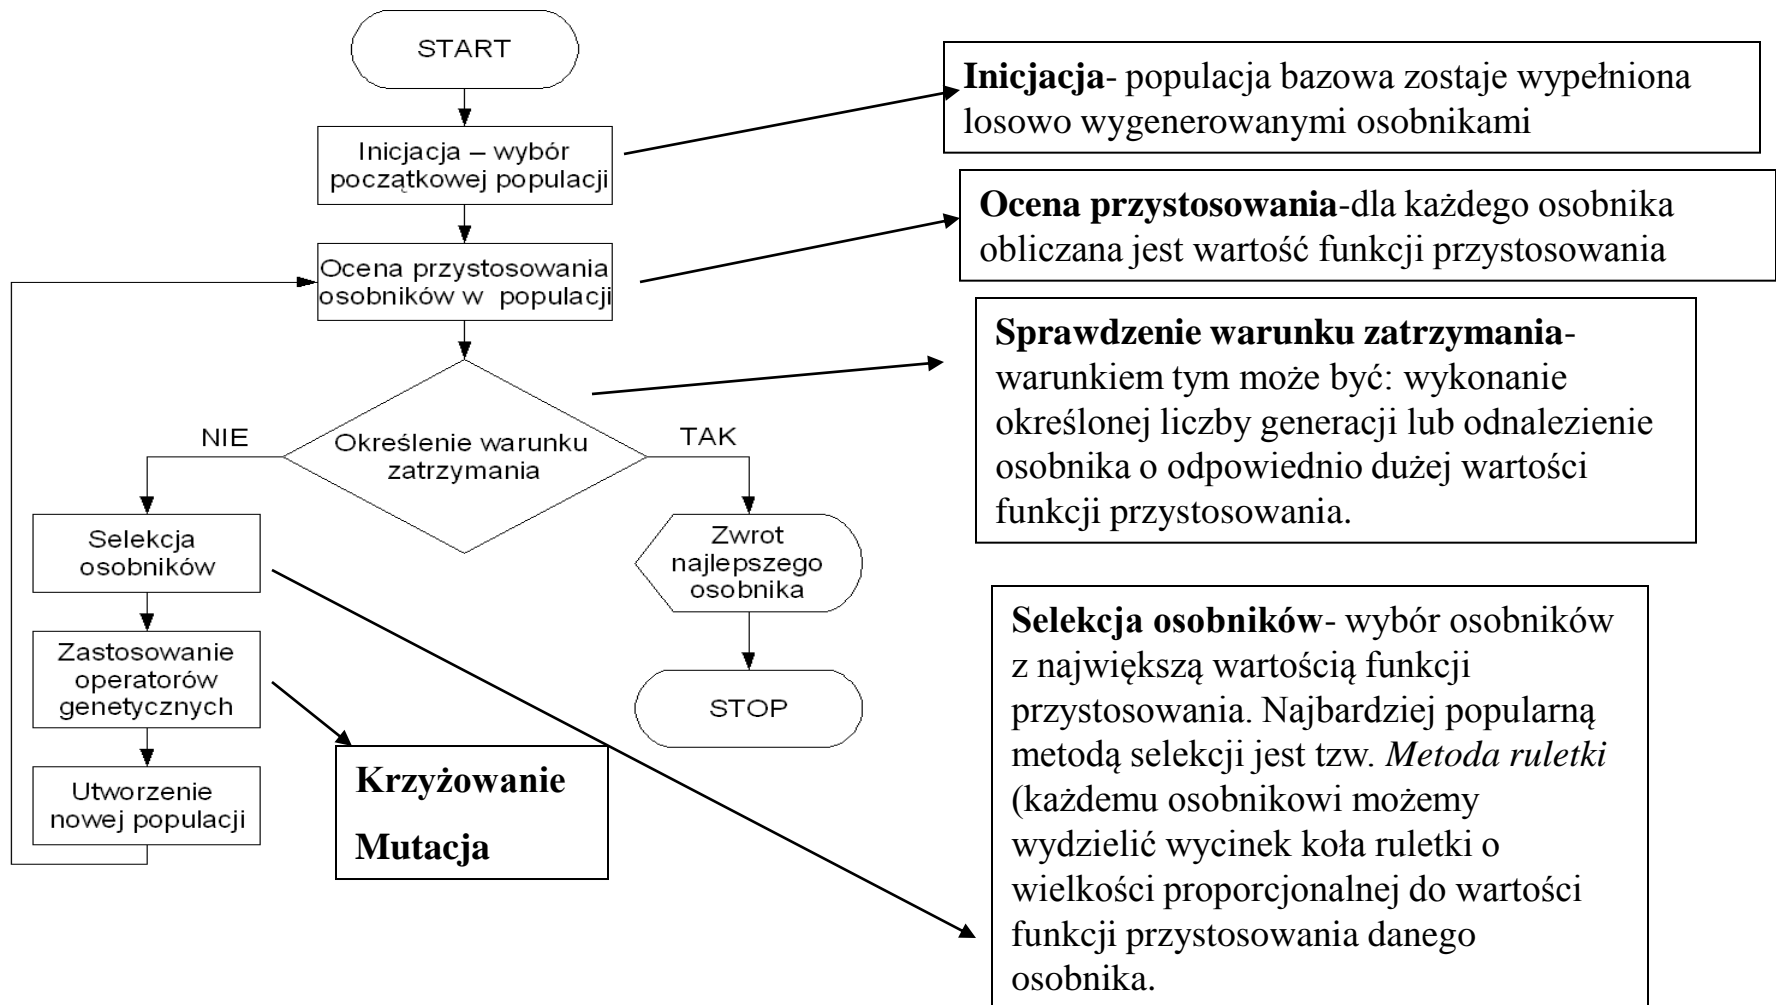 START
Inicjacja – wybór
początkowej populacji
Ocena przystosowania
osobników w populacji
Określenie warunku
zatrzymania
NIE
TAK
Selekcja
osobników
Zastosowanie
operatorów
genetycznych
Utworzenie
nowej populacji
Zwrot
najlepszego
osobnika
STOP
Krzyżowanie
Mutacja
Inicjacja- populacja bazowa zostaje wypełniona
losowo wygenerowanymi osobnikami
Ocena przystosowania-dla każdego osobnika
obliczana jest wartość funkcji przystosowania
Sprawdzenie warunku zatrzymania-
warunkiem tym może być: wykonanie
określonej liczby generacji lub odnalezienie
osobnika o odpowiednio dużej wartości
funkcji przystosowania.
Selekcja osobników- wybór osobników
z największą wartością funkcji
przystosowania. Najbardziej popularną
metodą selekcji jest tzw. Metoda ruletki
(każdemu osobnikowi możemy
wydzielić wycinek koła ruletki o
wielkości proporcjonalnej do wartości
funkcji przystosowania danego
osobnika.